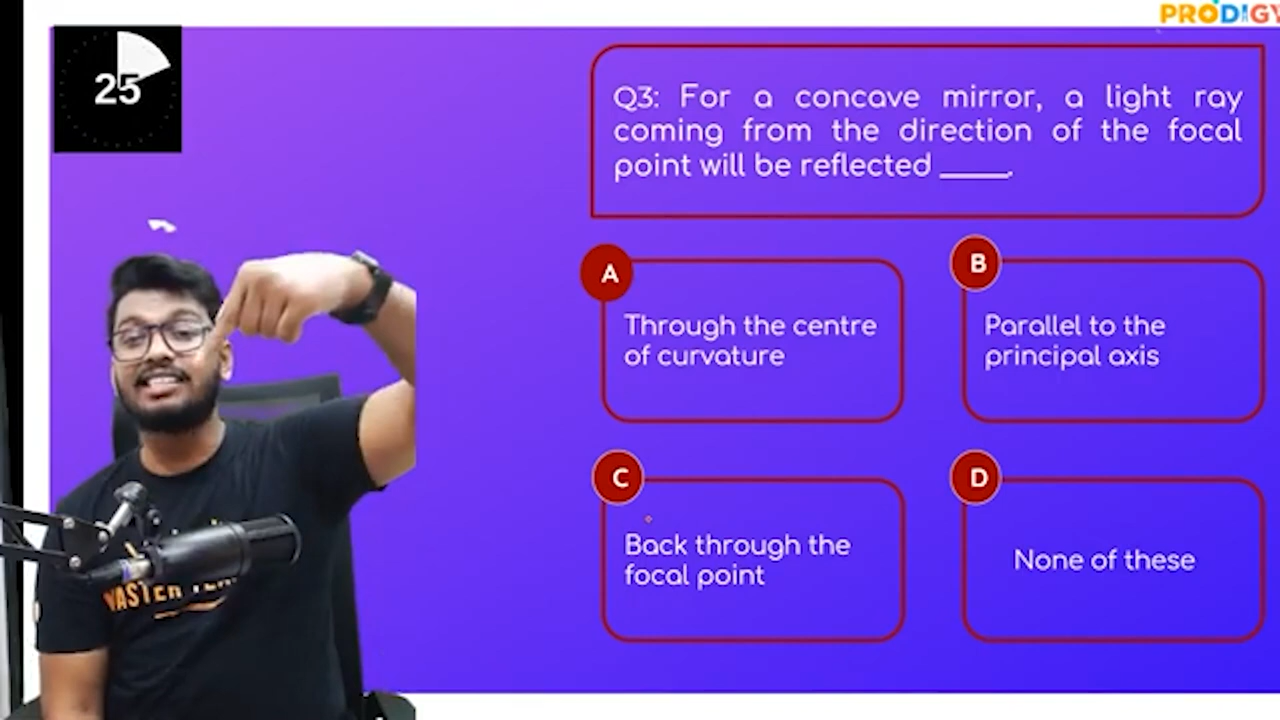 PRODIGY
25
Q3: For a concave mirror, a light ray
coming from the direction of the focal
point will be reflected _____.
A
Through the centre
of curvature
B
Parallel to the
principal axis
C
Back through the
focal point
D
None of these